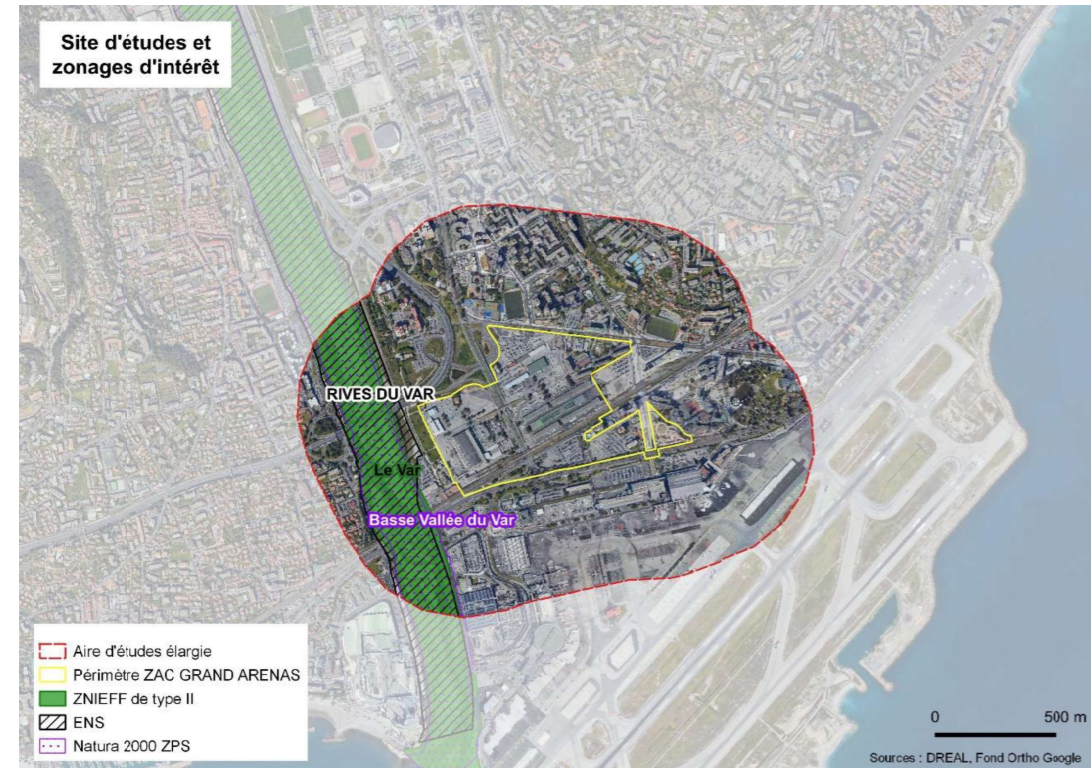 Site d'études et
zonages d'intérêt
RIVES DU VAR
Le Var
Basse Vallée du Var
Aire d'études élargie
Périmètre ZAC GRAND ARENAS
ZNIEFF de type II
ENS
Natura 2000 ZPS
0 500 m
Sources : DREAL, Fond Ortho Google